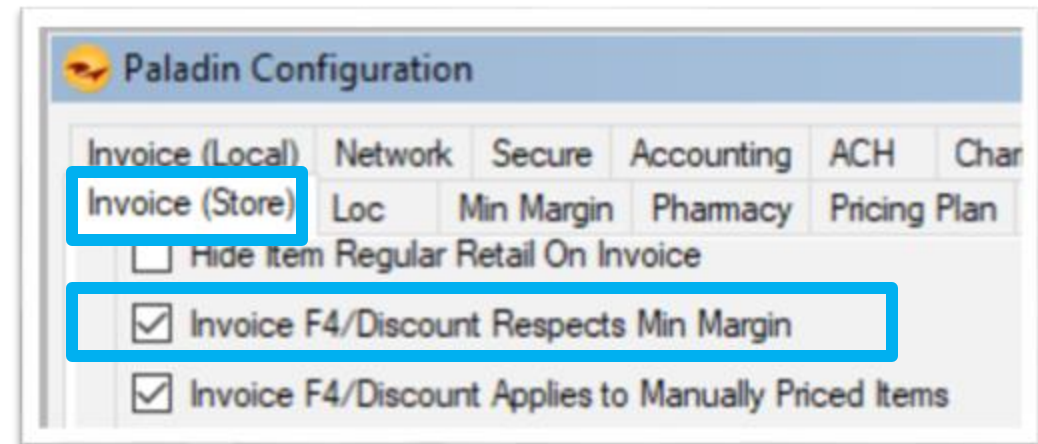 Paladin Configuration
Invoice (Local) Network Secure Accounting ACH Char
Invoice (Store) Loc Min Margin Pharmacy Pricing Plan
Hide Item Regular Retail On Invoice
Invoice F4/Discount Respects Min Margin
Invoice F4/Discount Applies to Manually Priced Items